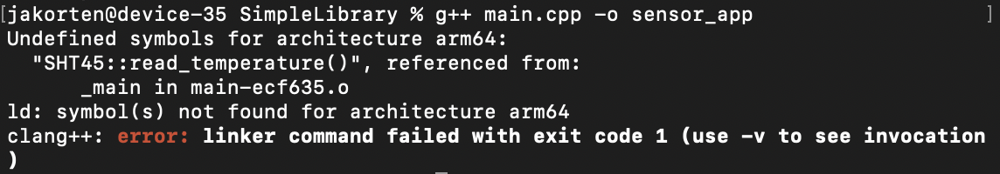 [jakorten@device-35 SimpleLibrary % g++ main.cpp -o sensor_app ]
Undefined symbols for architecture arm64:
  "SHT45::read_temperature()", referenced from:
      _main in main-ecf635.o
ld: symbol(s) not found for architecture arm64
clang++: error: linker command failed with exit code 1 (use -v to see invocation
)